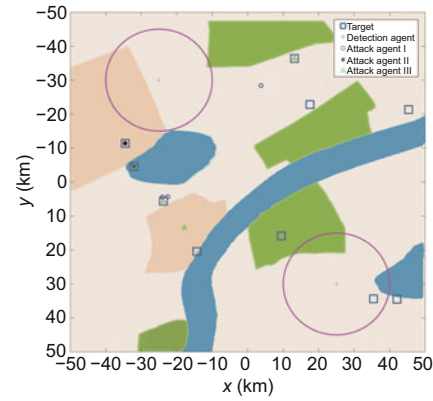 −50
−40
−30
−20
−10
0
10
20
30
40
50
y (km)
Target
Detection agent
Attack agent I
Attack agent II
Attack agent III
−50 −40 −30 −20 −10 0 10 20 30 40 50
x (km)